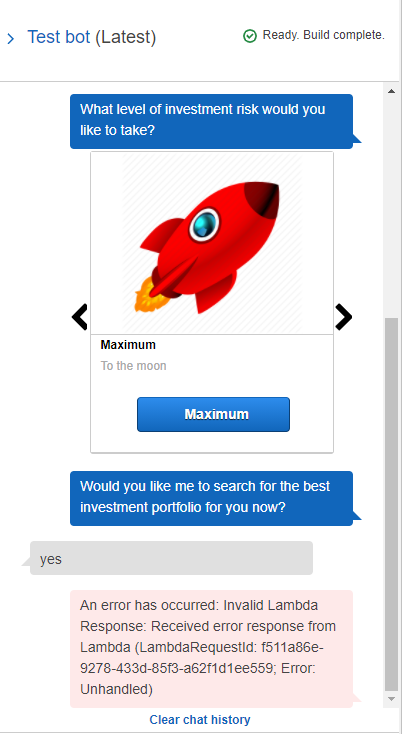 Test bot (Latest)
Ready. Build complete.
What level of investment risk would you
like to take?
Maximum
To the moon
Maximum
Would you like me to search for the best
investment portfolio for you now?
yes
An error has occurred: Invalid Lambda
Response: Received error response from
Lambda (LambdaRequestId: f511a86e-
9278-433d-85f3-a62f1d1ee559; Error:
Unhandled)
Clear chat history